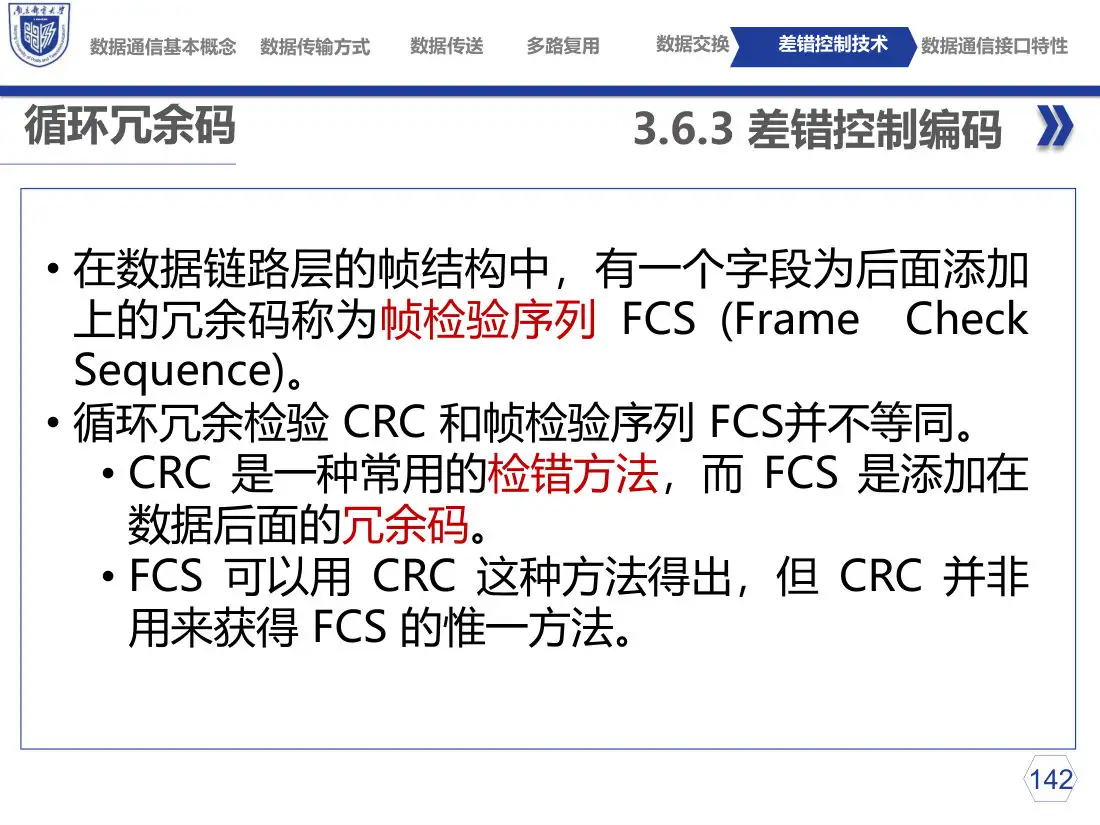 数据通信基本概念 数据传输方式 数据传送 多路复用 数据交换 差错控制技术 数据通信接口特性
循环冗余码
3.6.3 差错控制编码
• 在数据链路层的帧结构中，有一个字段为后面添加
上的冗余码称为帧检验序列 FCS (Frame Check
Sequence)。
• 循环冗余检验 CRC 和帧检验序列 FCS并不等同。
• CRC 是一种常用的检错方法，而 FCS 是添加在
数据后面的冗余码。
• FCS 可以用 CRC 这种方法得出，但 CRC 并非
用来获得 FCS 的惟一方法。
142